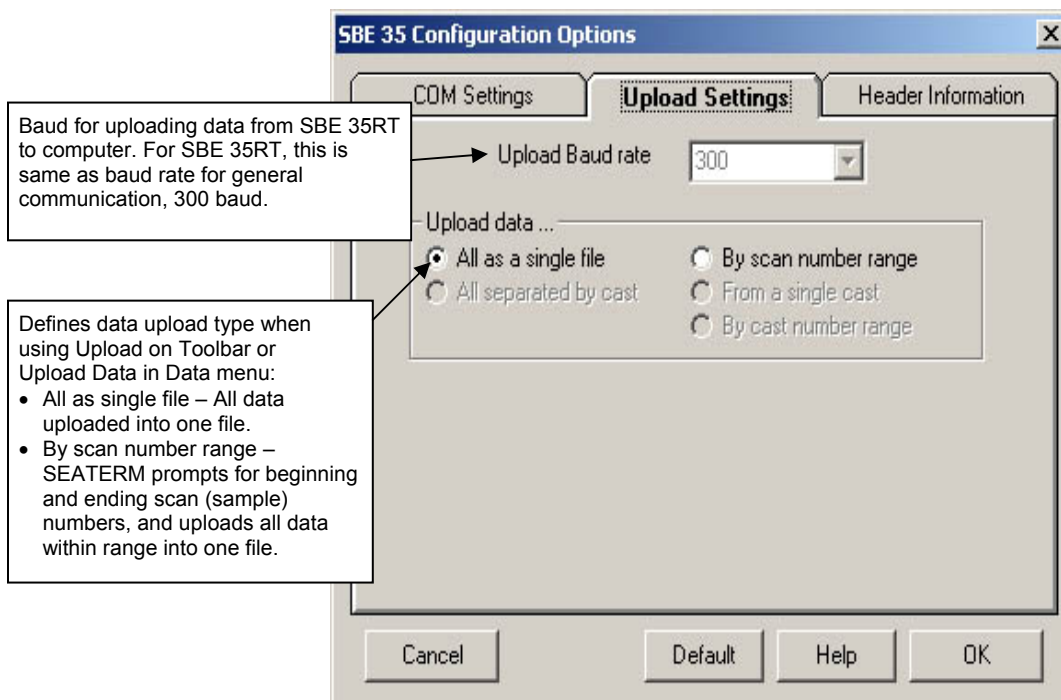 SBE 35 Configuration Options
COM Settings
Upload Settings
Header Information
Baud for uploading data from SBE 35RT
to computer. For SBE 35RT, this is
same as baud rate for general
communication, 300 baud.
Upload Baud rate
300
Upload data ...
All as a single file
By scan number range
All separated by cast
From a single cast
By cast number range
Defines data upload type when
using Upload on Toolbar or
Upload Data in Data menu:
• All as single file – All data
uploaded into one file.
• By scan number range –
SEATERM prompts for beginning
and ending scan (sample)
numbers, and uploads all data
within range into one file.
Cancel
Default
Help
OK